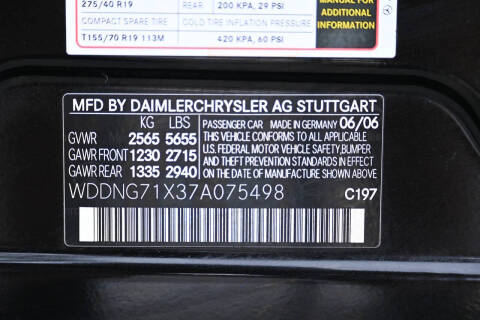 275/40 R19 REAR 200 KPA, 29 PSI
COMPACT SPARE TIRE COLD TIRE INFLATION PRESSURE
T155/70 R19 113M 420 KPA, 60 PSI
MANUAL FOR
ADDITIONAL
INFORMATION
MFD BY DAIMLERCHRYSLER AG STUTTGART
KG LBS PASSENGER CAR MADE IN GERMANY 06/06
GVWR 2565 5655 THIS VEHICLE CONFORMS TO ALL APPLICABLE
GAWR FRONT 1230 2715 U.S. FEDERAL MOTOR VEHICLE SAFETY, BUMPER
GAWR REAR 1335 2940 AND THEFT PREVENTION STANDARDS IN EFFECT
ON THE DATE OF MANUFACTURE SHOWN ABOVE
WDDNG71X37A075498 C197